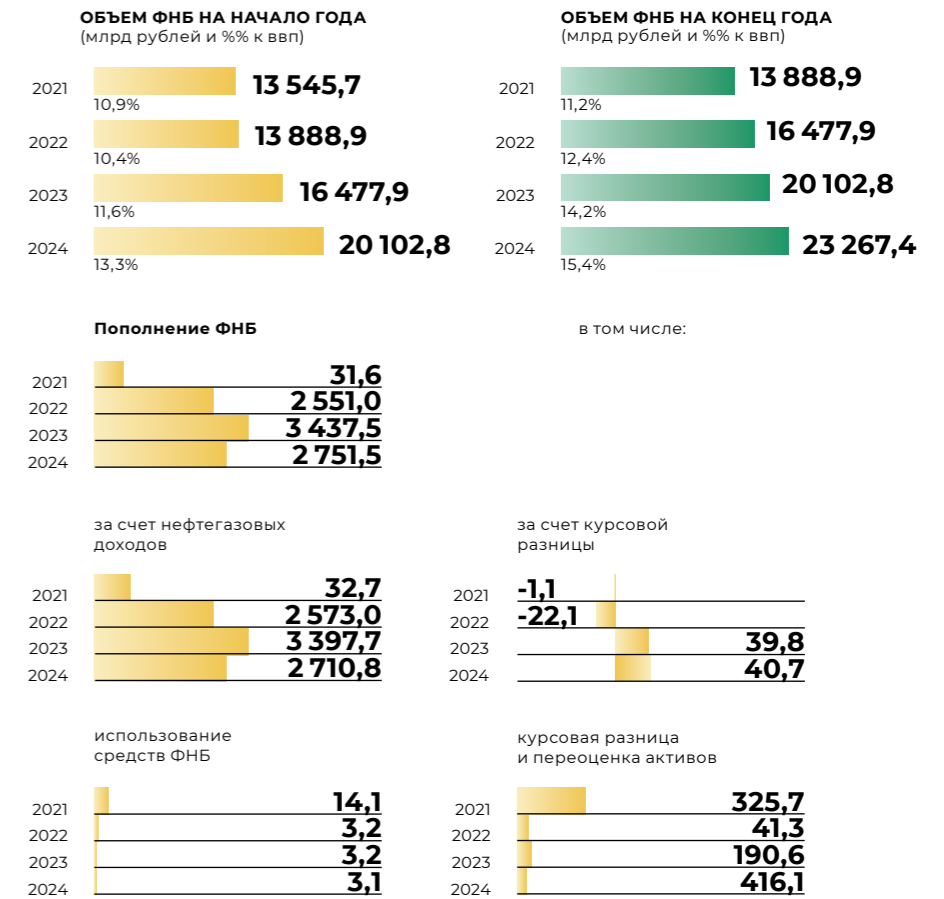 ОБЪЕМ ФНБ НА НАЧАЛО ГОДА
(млрд рублей и %% к ввп)
2021 13 545,7
10,9%
2022 13 888,9
10,4%
2023 16 477,9
11,6%
2024 20 102,8
13,3%
ОБЪЕМ ФНБ НА КОНЕЦ ГОДА
(млрд рублей и %% к ввп)
2021 13 888,9
11,2%
2022 16 477,9
12,4%
2023 20 102,8
14,2%
2024 23 267,4
15,4%
Пополнение ФНБ
2021 31,6
2022 2 551,0
2023 3 437,5
2024 2 751,5
в том числе:
за счет нефтегазовых
доходов
2021 32,7
2022 2 573,0
2023 3 397,7
2024 2 710,8
за счет курсовой
разницы
2021 -1,1
2022 -22,1
2023 39,8
2024 40,7
использование
средств ФНБ
2021 14,1
2022 3,2
2023 3,2
2024 3,1
курсовая разница
и переоценка активов
2021 325,7
2022 41,3
2023 190,6
2024 416,1